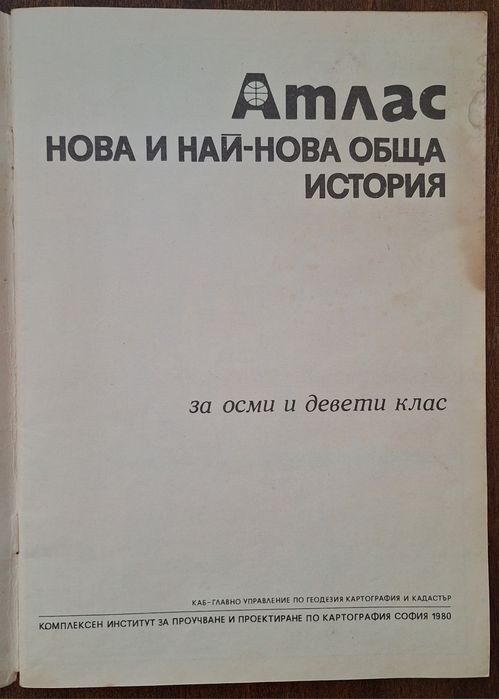 Атлас
НОВА И НАЙ-НОВА ОБЩА
ИСТОРИЯ
за осми и девети клас
КАБ-ГЛАВНО УПРАВЛЕНИЕ ПО ГЕОДЕЗИЯ КАРТОГРАФИЯ И КАДАСТЪР
КОМПЛЕКСЕН ИНСТИТУТ ЗА ПРОУЧВАНЕ И ПРОЕКТИРАНЕ ПО КАРТОГРАФИЯ СОФИЯ 1980